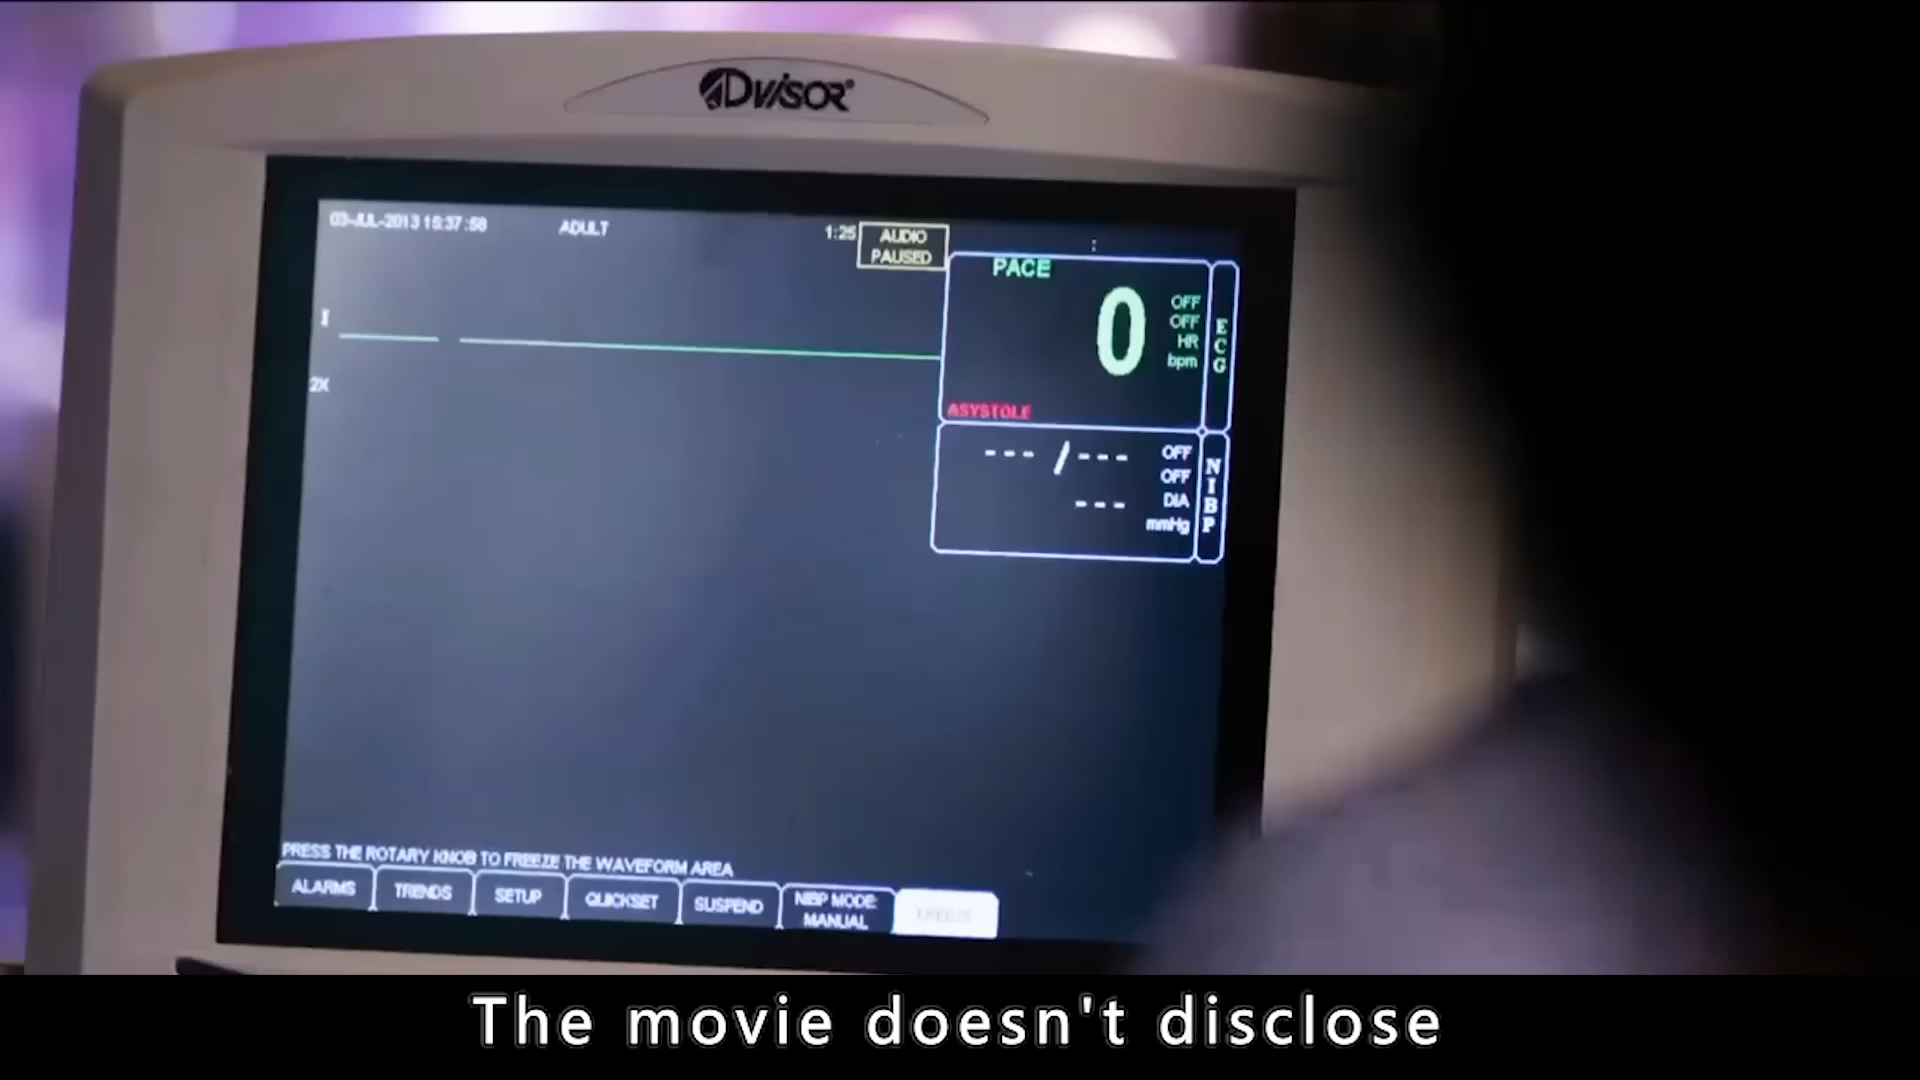 ADVISOR®
03-JUL-2013 15:37:58 ADULT 1:25 AUDIO PAUSED :
PACE
0
OFF
OFF
HR
bpm
ECG
I
2X
ASYSTOLE
--- / ---
---
OFF
OFF
DIA
mmHg
NIBP
PRESS THE ROTARY KNOB TO FREEZE THE WAVEFORM AREA
ALARMS TRENDS SETUP QUICKSET SUSPEND NIBP MODE: MANUAL FREEZE
The movie doesn't disclose